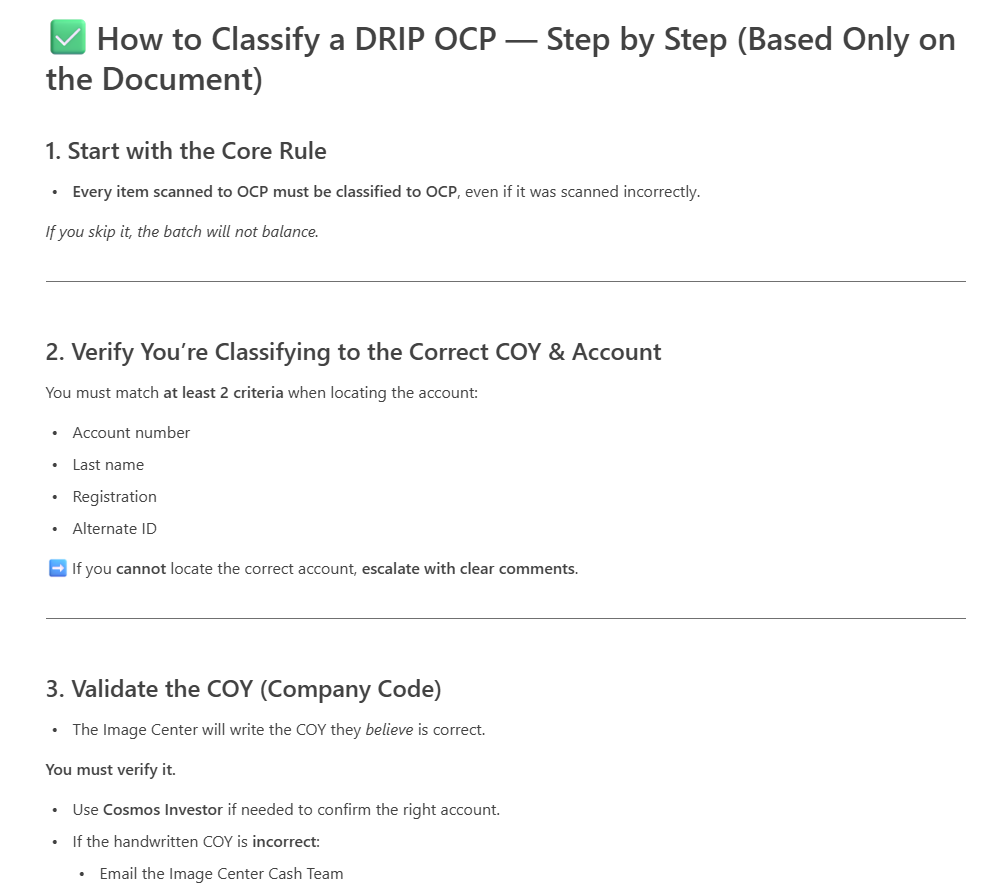 ✅ How to Classify a DRIP OCP — Step by Step (Based Only on
the Document)
1. Start with the Core Rule
• Every item scanned to OCP must be classified to OCP, even if it was scanned incorrectly.
If you skip it, the batch will not balance.
2. Verify You’re Classifying to the Correct COY & Account
You must match at least 2 criteria when locating the account:
• Account number
• Last name
• Registration
• Alternate ID
➡️ If you cannot locate the correct account, escalate with clear comments.
3. Validate the COY (Company Code)
• The Image Center will write the COY they believe is correct.
You must verify it.
• Use Cosmos Investor if needed to confirm the right account.
• If the handwritten COY is incorrect:
• Email the Image Center Cash Team